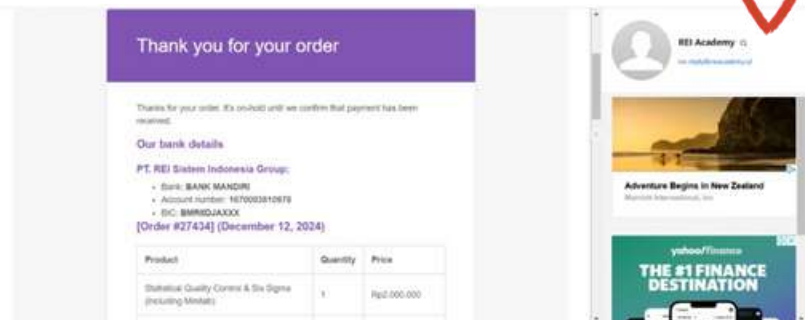 Thank you for your order
Thanks for your order. It's on-hold until we confirm that payment has been
received.
Our bank details
PT. REI Sistem Indonesia Group:
Bank: BANK MANDIRI
Account number:
BIC: BMRIIDJAXXX
[Order #27434] (December 12, 2024)
Product Quantity Price
Statistical Quality Control & Six Sigma
(including Minitab)
1 Rp2.000.000
REI Academy
Adventure Begins in New Zealand
Marriott International, Inc
yahoo/finance
THE #1 FINANCE
DESTINATION